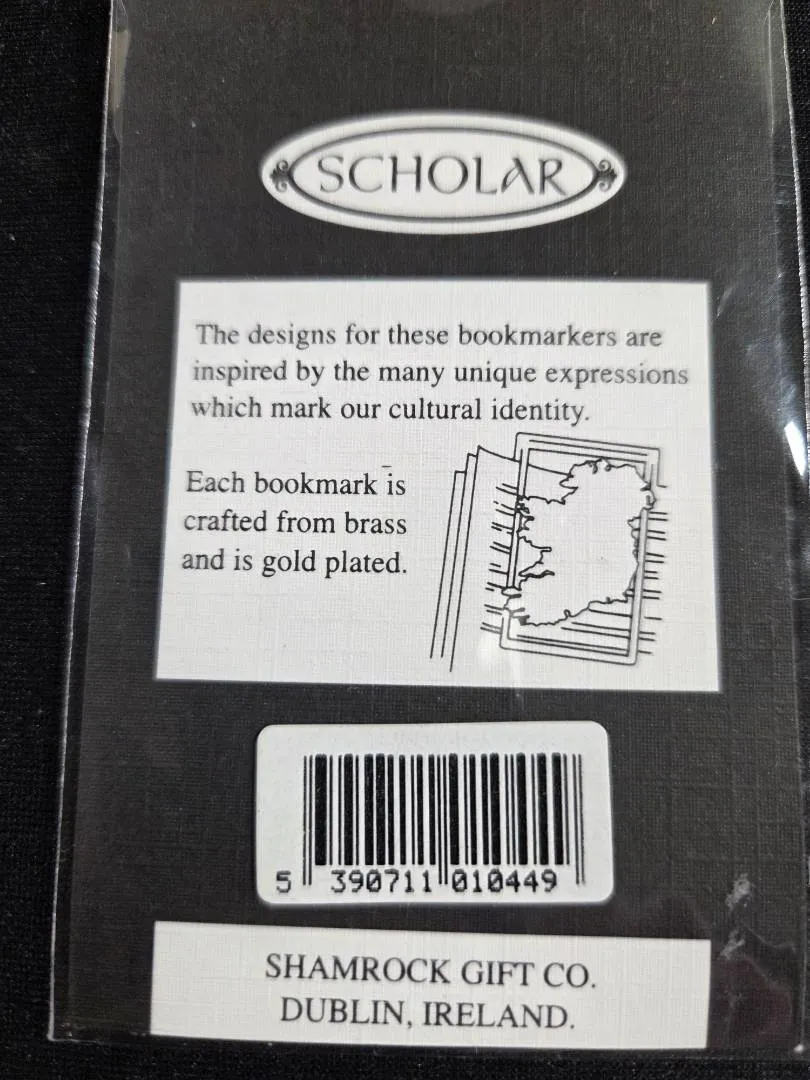 SCHOLAR
The designs for these bookmarkers are
inspired by the many unique expressions
which mark our cultural identity.
Each bookmark is
crafted from brass
and is gold plated.
5 390711 010449
SHAMROCK GIFT CO.
DUBLIN, IRELAND.